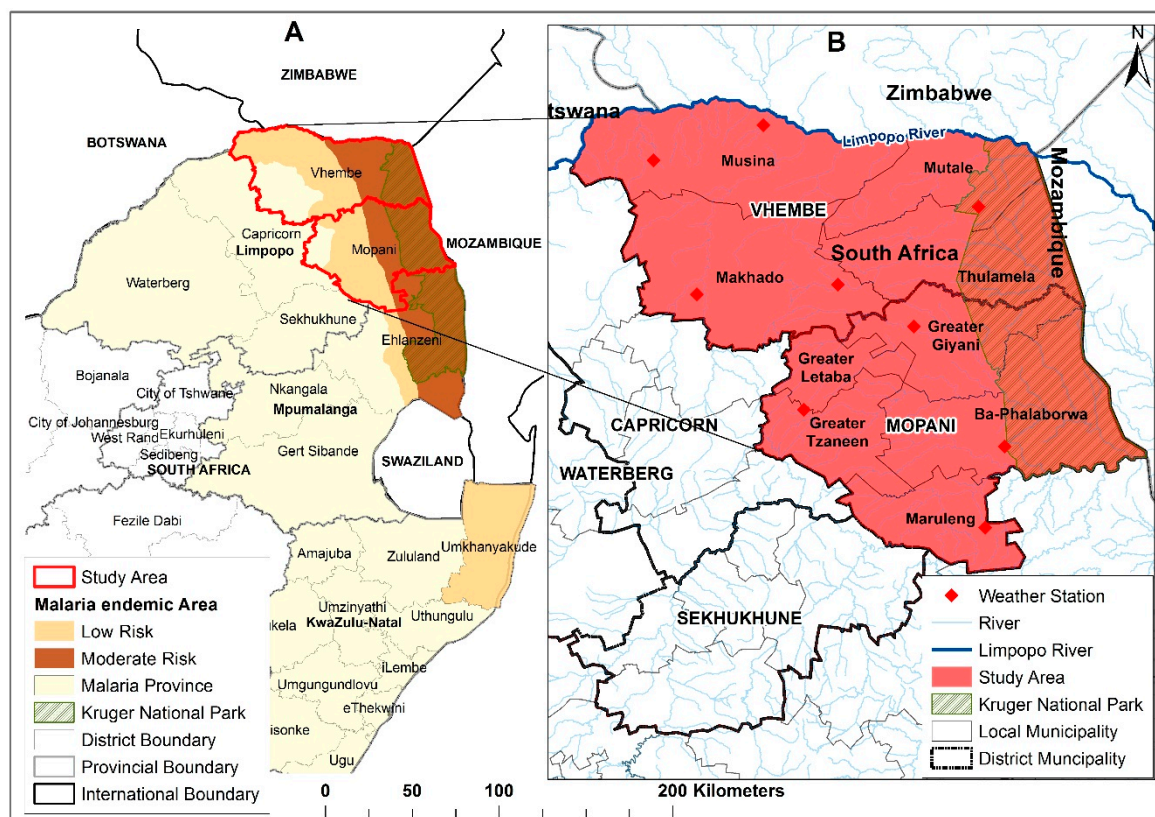 A
ZIMBABWE
BOTSWANA
Vhembe
Capricorn
Limpopo
Mopani
MOZAMBIQUE
Waterberg
Sekhukhune
Ehlanzeni
Bojanala
City of Tshwane
Nkangala
Mpumalanga
City of Johannesburg
West Rand
Ekurhuleni
Sedibeng
SOUTH AFRICA
Gert Sibande
SWAZILAND
Fezile Dabi
Amajuba
Zululand
Umkhanyakude
Umzinyathi
Uthungulu
ukela
KwaZulu-Natal
iLembe
Umgungundlovu
eThekwini
isonke
Ugu
Study Area
Malaria endemic Area
Low Risk
Moderate Risk
Malaria Province
Kruger National Park
District Boundary
Provincial Boundary
International Boundary
0 50 100 200 Kilometers
B
N
tswana
Zimbabwe
Limpopo River
Musina
Mutale
Mozambique
VHEMBE
South Africa
Makhado
Thulamela
Greater
Giyani
Greater
Letaba
Ba-Phalaborwa
Greater
Tzaneen
MOPANI
CAPRICORN
WATERBERG
Maruleng
SEKHUKHUNE
Weather Station
River
Limpopo River
Study Area
Kruger National Park
Local Municipality
District Muncipality